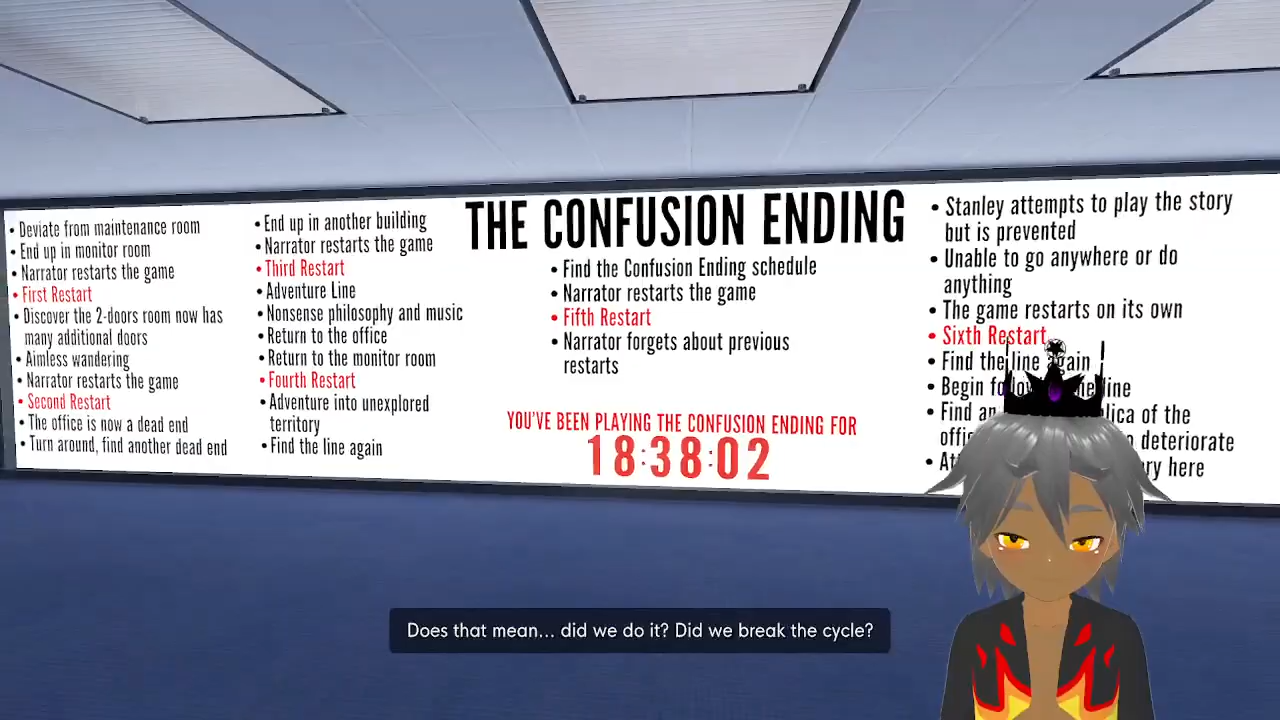 • Deviate from maintenance room
• End up in monitor room
• Narrator restarts the game
• First Restart
• Discover the 2-doors room now has
many additional doors
• Aimless wandering
• Narrator restarts the game
• Second Restart
• The office is now a dead end
• Turn around, find another dead end
• End up in another building
• Narrator restarts the game
• Third Restart
• Adventure Line
• Nonsense philosophy and music
• Return to the office
• Return to the monitor room
• Fourth Restart
• Adventure into unexplored
territory
• Find the line again
THE CONFUSION ENDING
• Find the Confusion Ending schedule
• Narrator restarts the game
• Fifth Restart
• Narrator forgets about previous
restarts
YOU'VE BEEN PLAYING THE CONFUSION ENDING FOR
18:38:02
• Stanley attempts to play the story
but is prevented
• Unable to go anywhere or do
anything
• The game restarts on its own
• Sixth Restart
• Find the line again
• Begin line
• Find of the
deteriorate
• here
Does that mean... did we do it? Did we break the cycle?